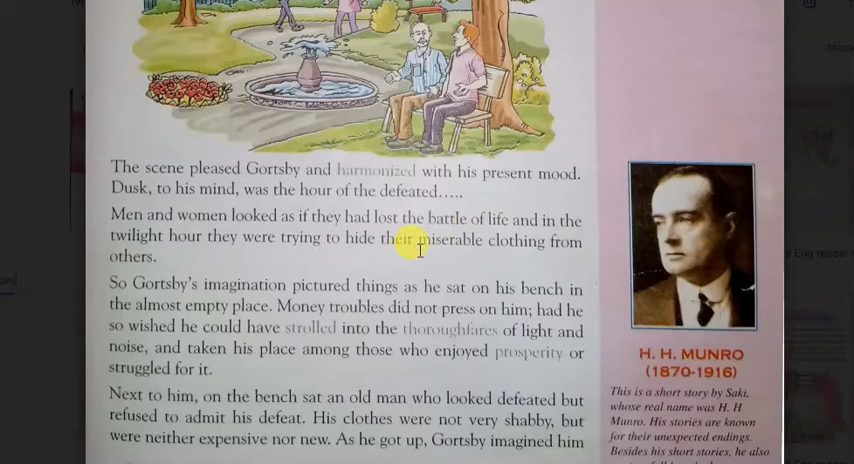 The scene pleased Gortsby and harmonized with his present mood.
Dusk, to his mind, was the hour of the defeated.....
Men and women looked as if they had lost the battle of life and in the
twilight hour they were trying to hide their miserable clothing from
others.
So Gortsby's imagination pictured things as he sat on his bench in
the almost empty place. Money troubles did not press on him; had he
so wished he could have strolled into the thoroughfares of light and
noise, and taken his place among those who enjoyed prosperity or
struggled for it.
Next to him, on the bench sat an old man who looked defeated but
refused to admit his defeat. His clothes were not very shabby, but
were neither expensive nor new. As he got up, Gortsby imagined him
H. H. MUNRO
(1870-1916)
This is a short story by Saki,
whose real name was H. H
Munro. His stories are known
for their unexpected endings.
Besides his short stories, he also
Eng reader